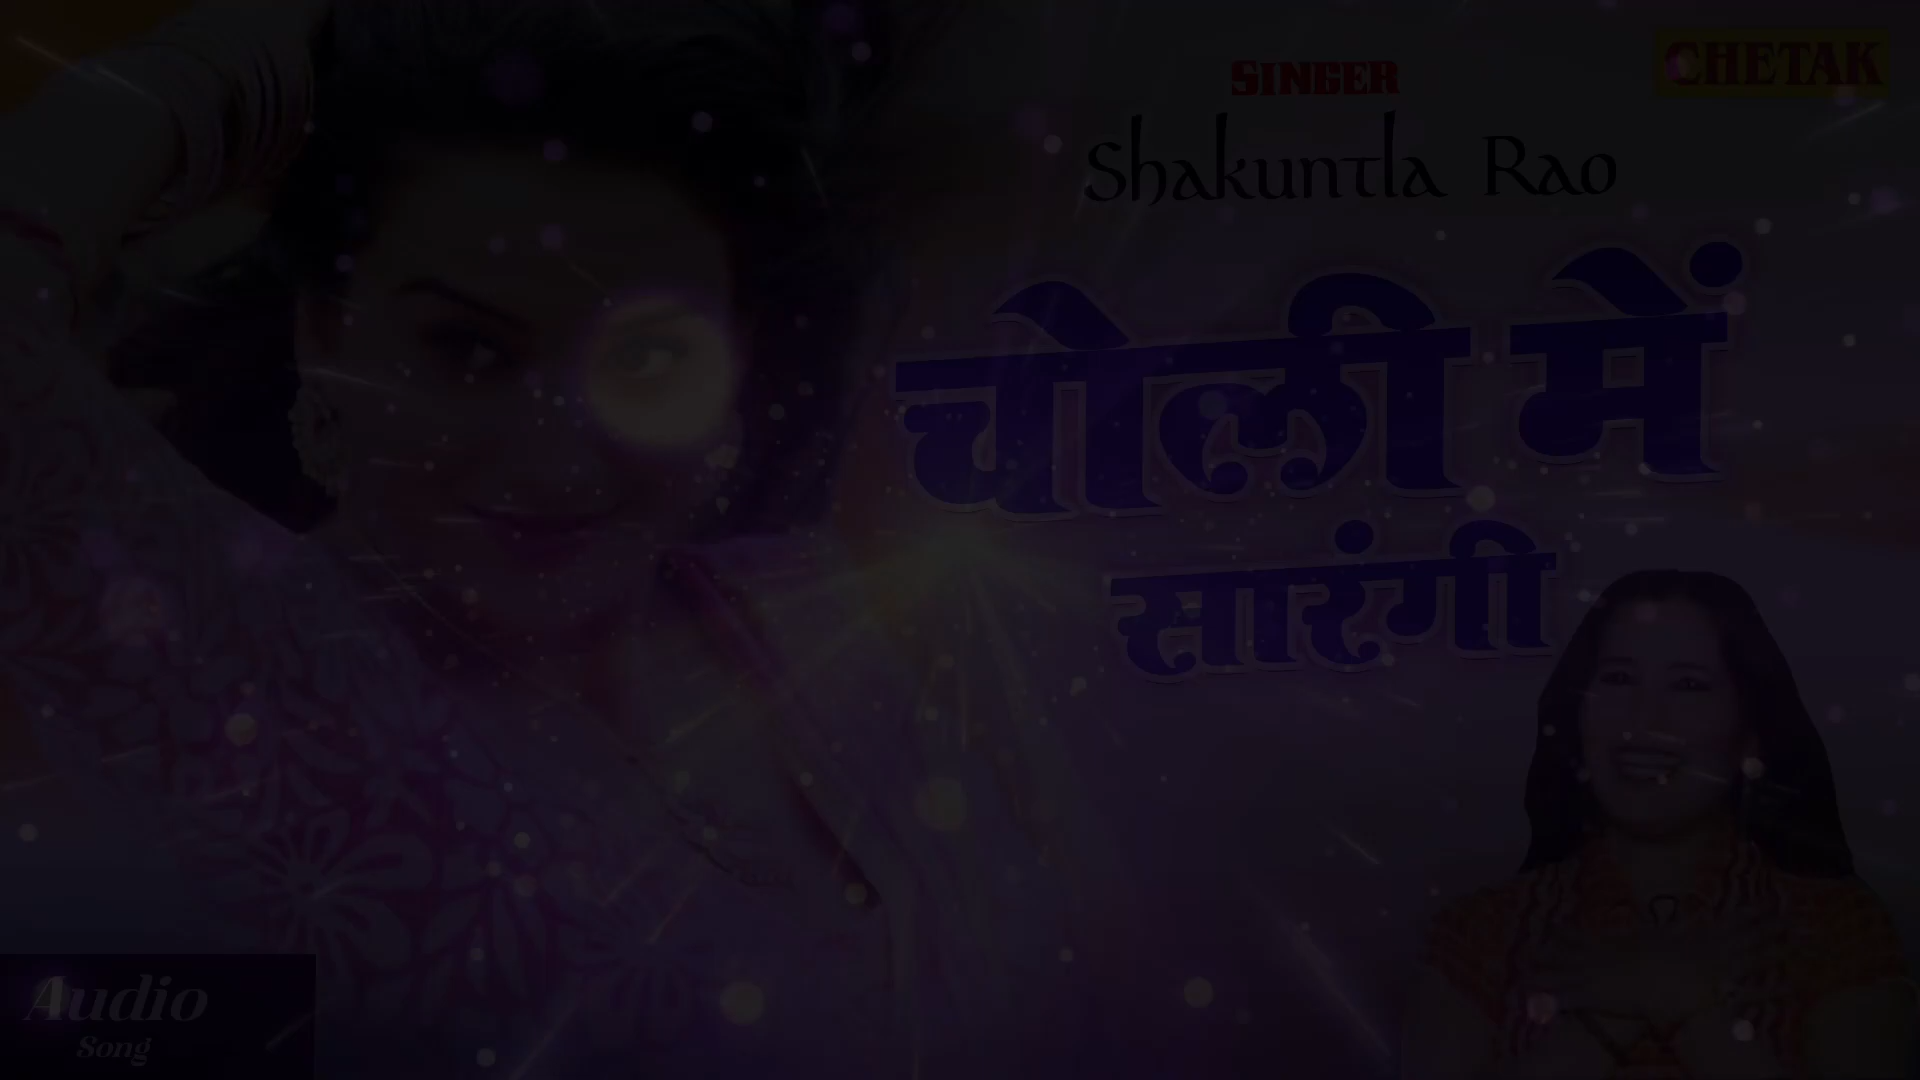 CHETAK
SINGER
Shakuntla Rao
चोली में
सारंगी
Audio
Song